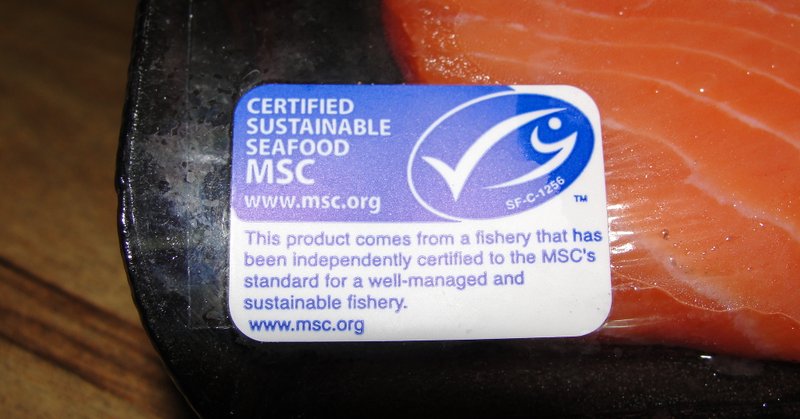 CERTIFIED
SUSTAINABLE
SEAFOOD
MSC
www.msc.org
SF-C-1256
TM
This product comes from a fishery that has
been independently certified to the MSC's
standard for a well-managed and
sustainable fishery.
www.msc.org